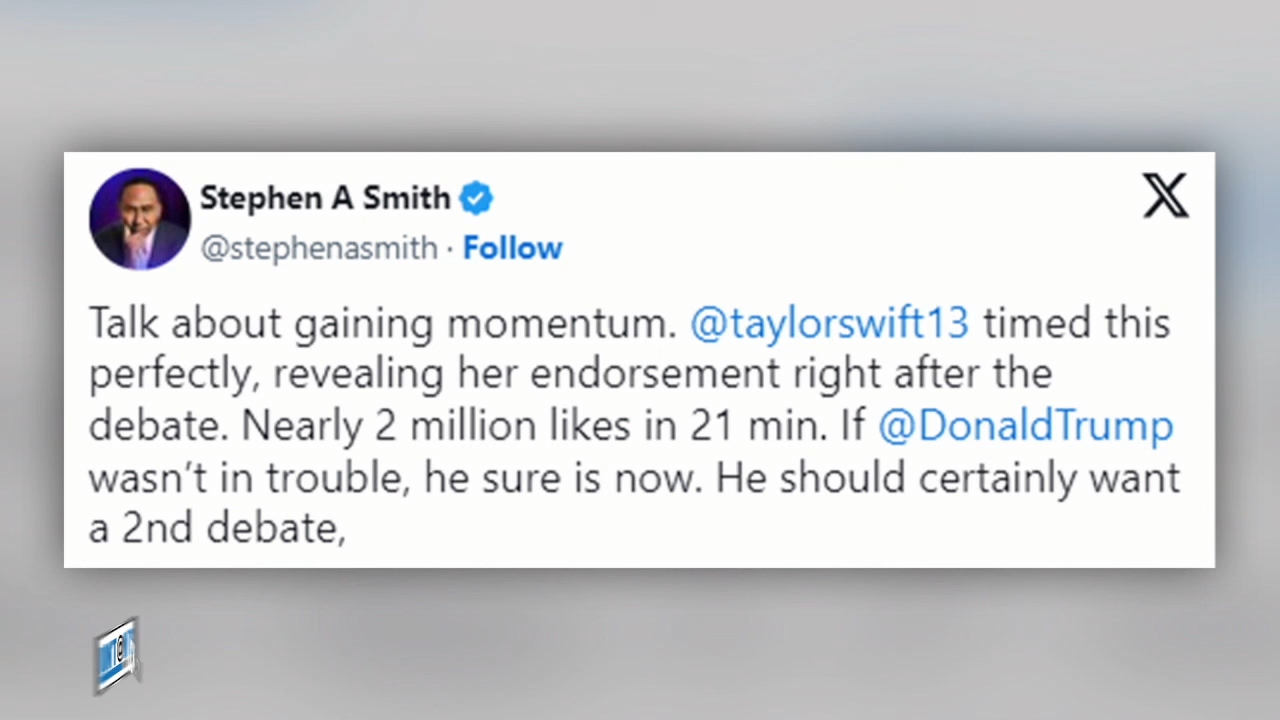 Stephen A Smith
@stephenasmith · Follow
Talk about gaining momentum. @taylorswift13 timed this
perfectly, revealing her endorsement right after the
debate. Nearly 2 million likes in 21 min. If @DonaldTrump
wasn’t in trouble, he sure is now. He should certainly want
a 2nd debate,